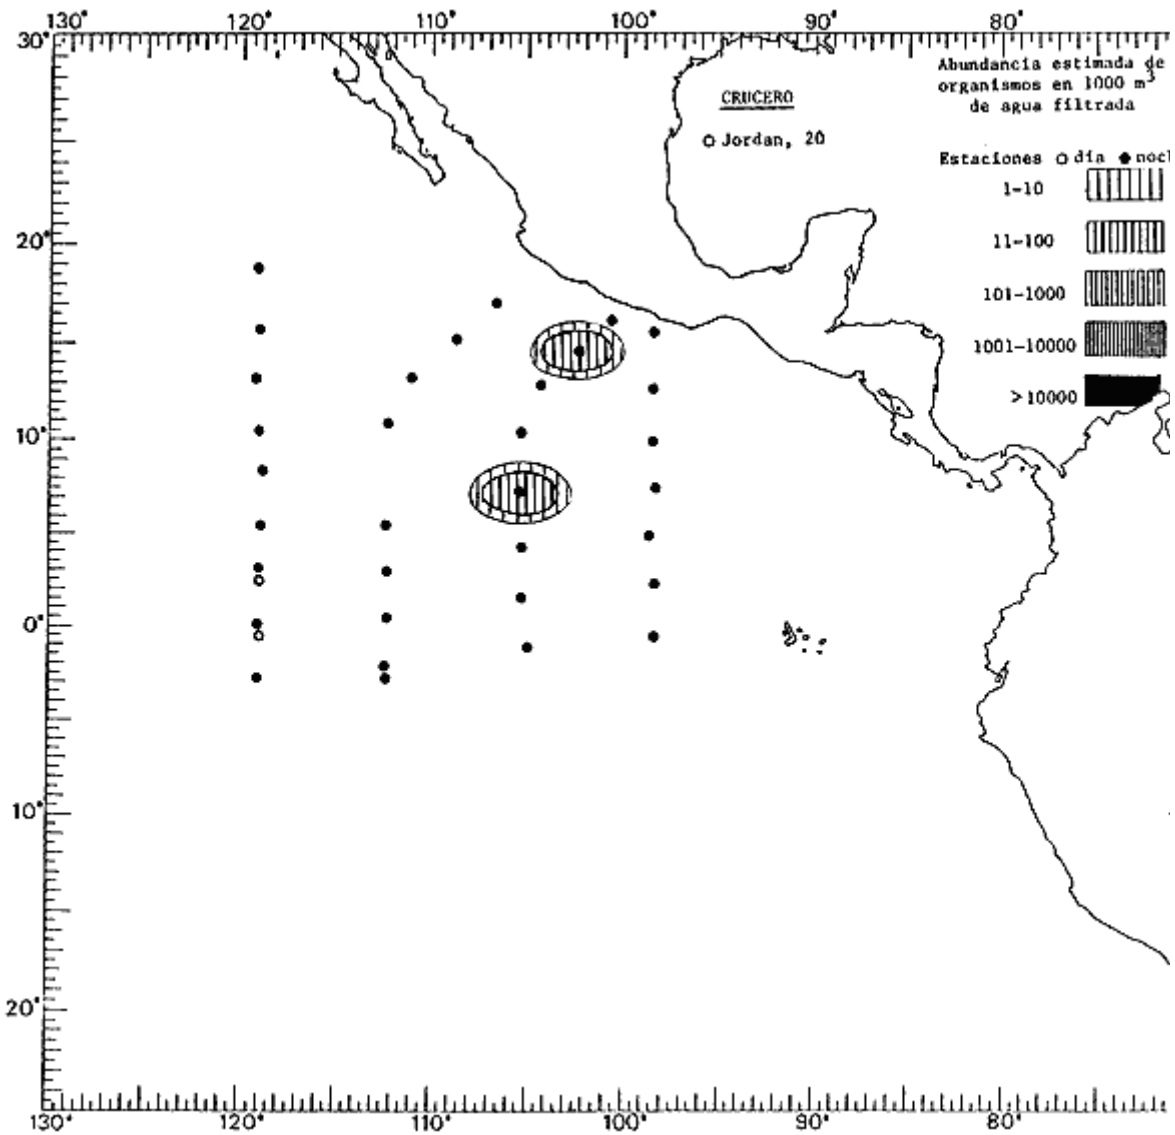 130° 120° 110° 100° 90° 80°
30°
Abundancia estimada de
organismos en 1000 m³
de agua filtrada
CRUCERO
Jordan, 20
Estaciones día noch
1-10
20°
11-100
101-1000
1001-10000
>10000
10°
0°
10°
20°
130° 120° 110° 100° 90° 80°